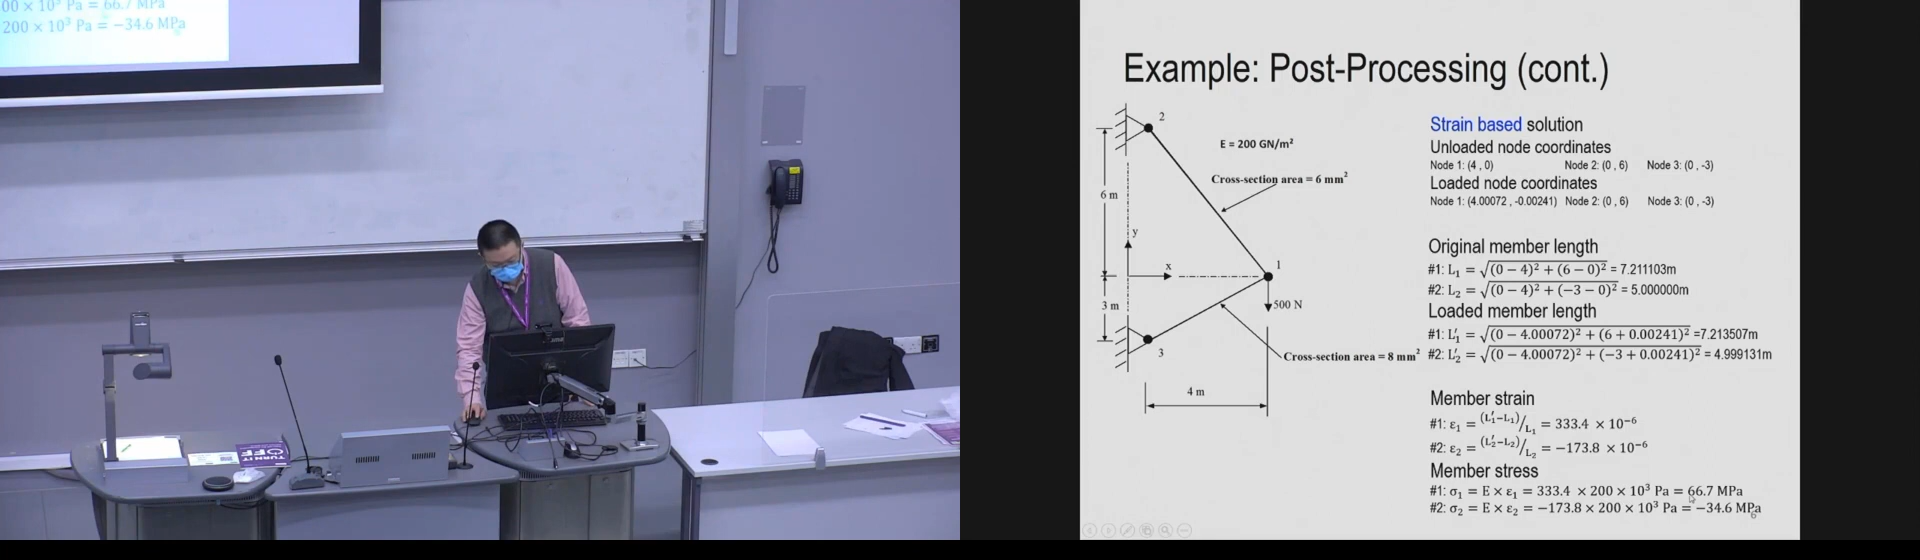 00 × 10³ Pa = 66.7 MPa
200 × 10³ Pa = −34.6 MPa
TURN IT
OFF
Example: Post-Processing (cont.)
2
E = 200 GN/m²
Cross-section area = 6 mm²
6 m
y
x
1
3 m
500 N
3
Cross-section area = 8 mm²
4 m
Strain based solution
Unloaded node coordinates
Node 1: (4 , 0) Node 2: (0 , 6) Node 3: (0 , -3)
Loaded node coordinates
Node 1: (4.00072 , -0.00241) Node 2: (0 , 6) Node 3: (0 , -3)
Original member length
#1: L₁ = √(0 − 4)² + (6 − 0)² = 7.211103m
#2: L₂ = √(0 − 4)² + (−3 − 0)² = 5.000000m
Loaded member length
#1: L′₁ = √(0 − 4.00072)² + (6 + 0.00241)² =7.213507m
#2: L′₂ = √(0 − 4.00072)² + (−3 + 0.00241)² = 4.999131m
Member strain
#1: ε₁ = (L′₁−L₁)/L₁ = 333.4 × 10⁻⁶
#2: ε₂ = (L′₂−L₂)/L₂ = −173.8 × 10⁻⁶
Member stress
#1: σ₁ = E × ε₁ = 333.4 × 200 × 10³ Pa = 66.7 MPa
#2: σ₂ = E × ε₂ = −173.8 × 200 × 10³ Pa = −34.6 MPa
6